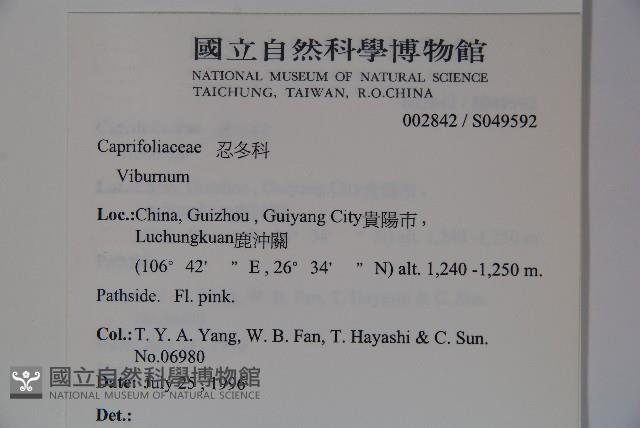 國立自然科學博物館
NATIONAL MUSEUM OF NATURAL SCIENCE
TAICHUNG, TAIWAN, R.O.CHINA
002842 / S049592
Caprifoliaceae 忍冬科
Viburnum
Loc.:China, Guizhou , Guiyang City貴陽市 ,
Luchungkuan鹿沖關
(106° 42' " E , 26° 34' " N) alt. 1,240 -1,250 m.
Pathside. Fl. pink.
Col.: T. Y. A. Yang, W. B. Fan, T. Hayashi & C. Sun.
No.06980
Date: July 25 , 1996
Det.:
國立自然科學博物館
NATIONAL MUSEUM OF NATURAL SCIENCE